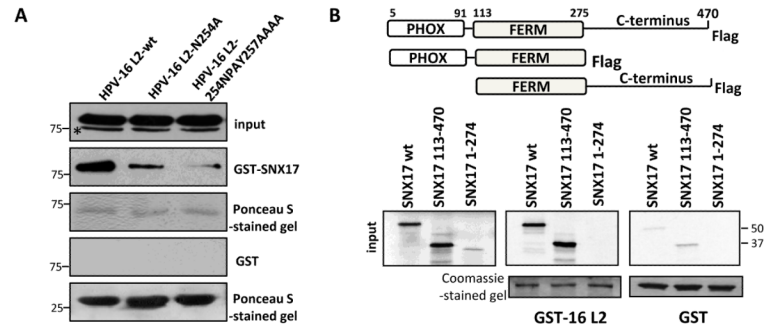 A
HPV-16 L2-wt
HPV-16 L2-N254A
HPV-16 L2-
254NPAY257AAAA
75
*
input
75
GST-SNX17
75
Ponceau S
-stained gel
75
GST
25
Ponceau S
-stained gel
B
5 91 113 275 470
PHOX FERM C-terminus Flag
PHOX FERM Flag
FERM C-terminus Flag
SNX17 wt
SNX17 113-470
SNX17 1-274
SNX17 wt
SNX17 113-470
SNX17 1-274
SNX17 wt
SNX17 113-470
SNX17 1-274
input
50
37
Coomassie
-stained gel
GST-16 L2
GST